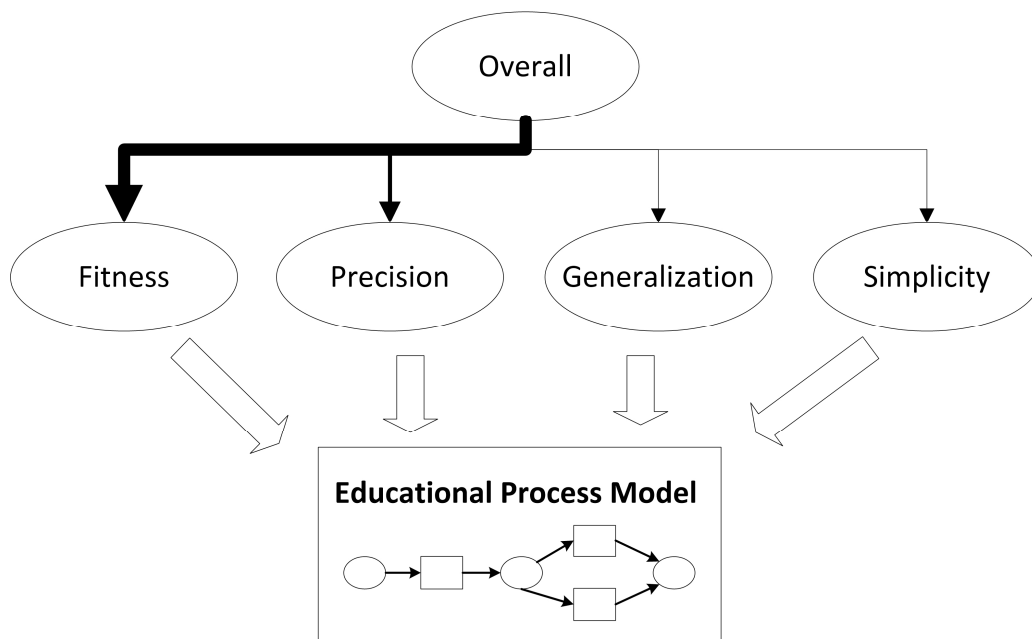 Overall
Fitness
Precision
Generalization
Simplicity
Educational Process Model